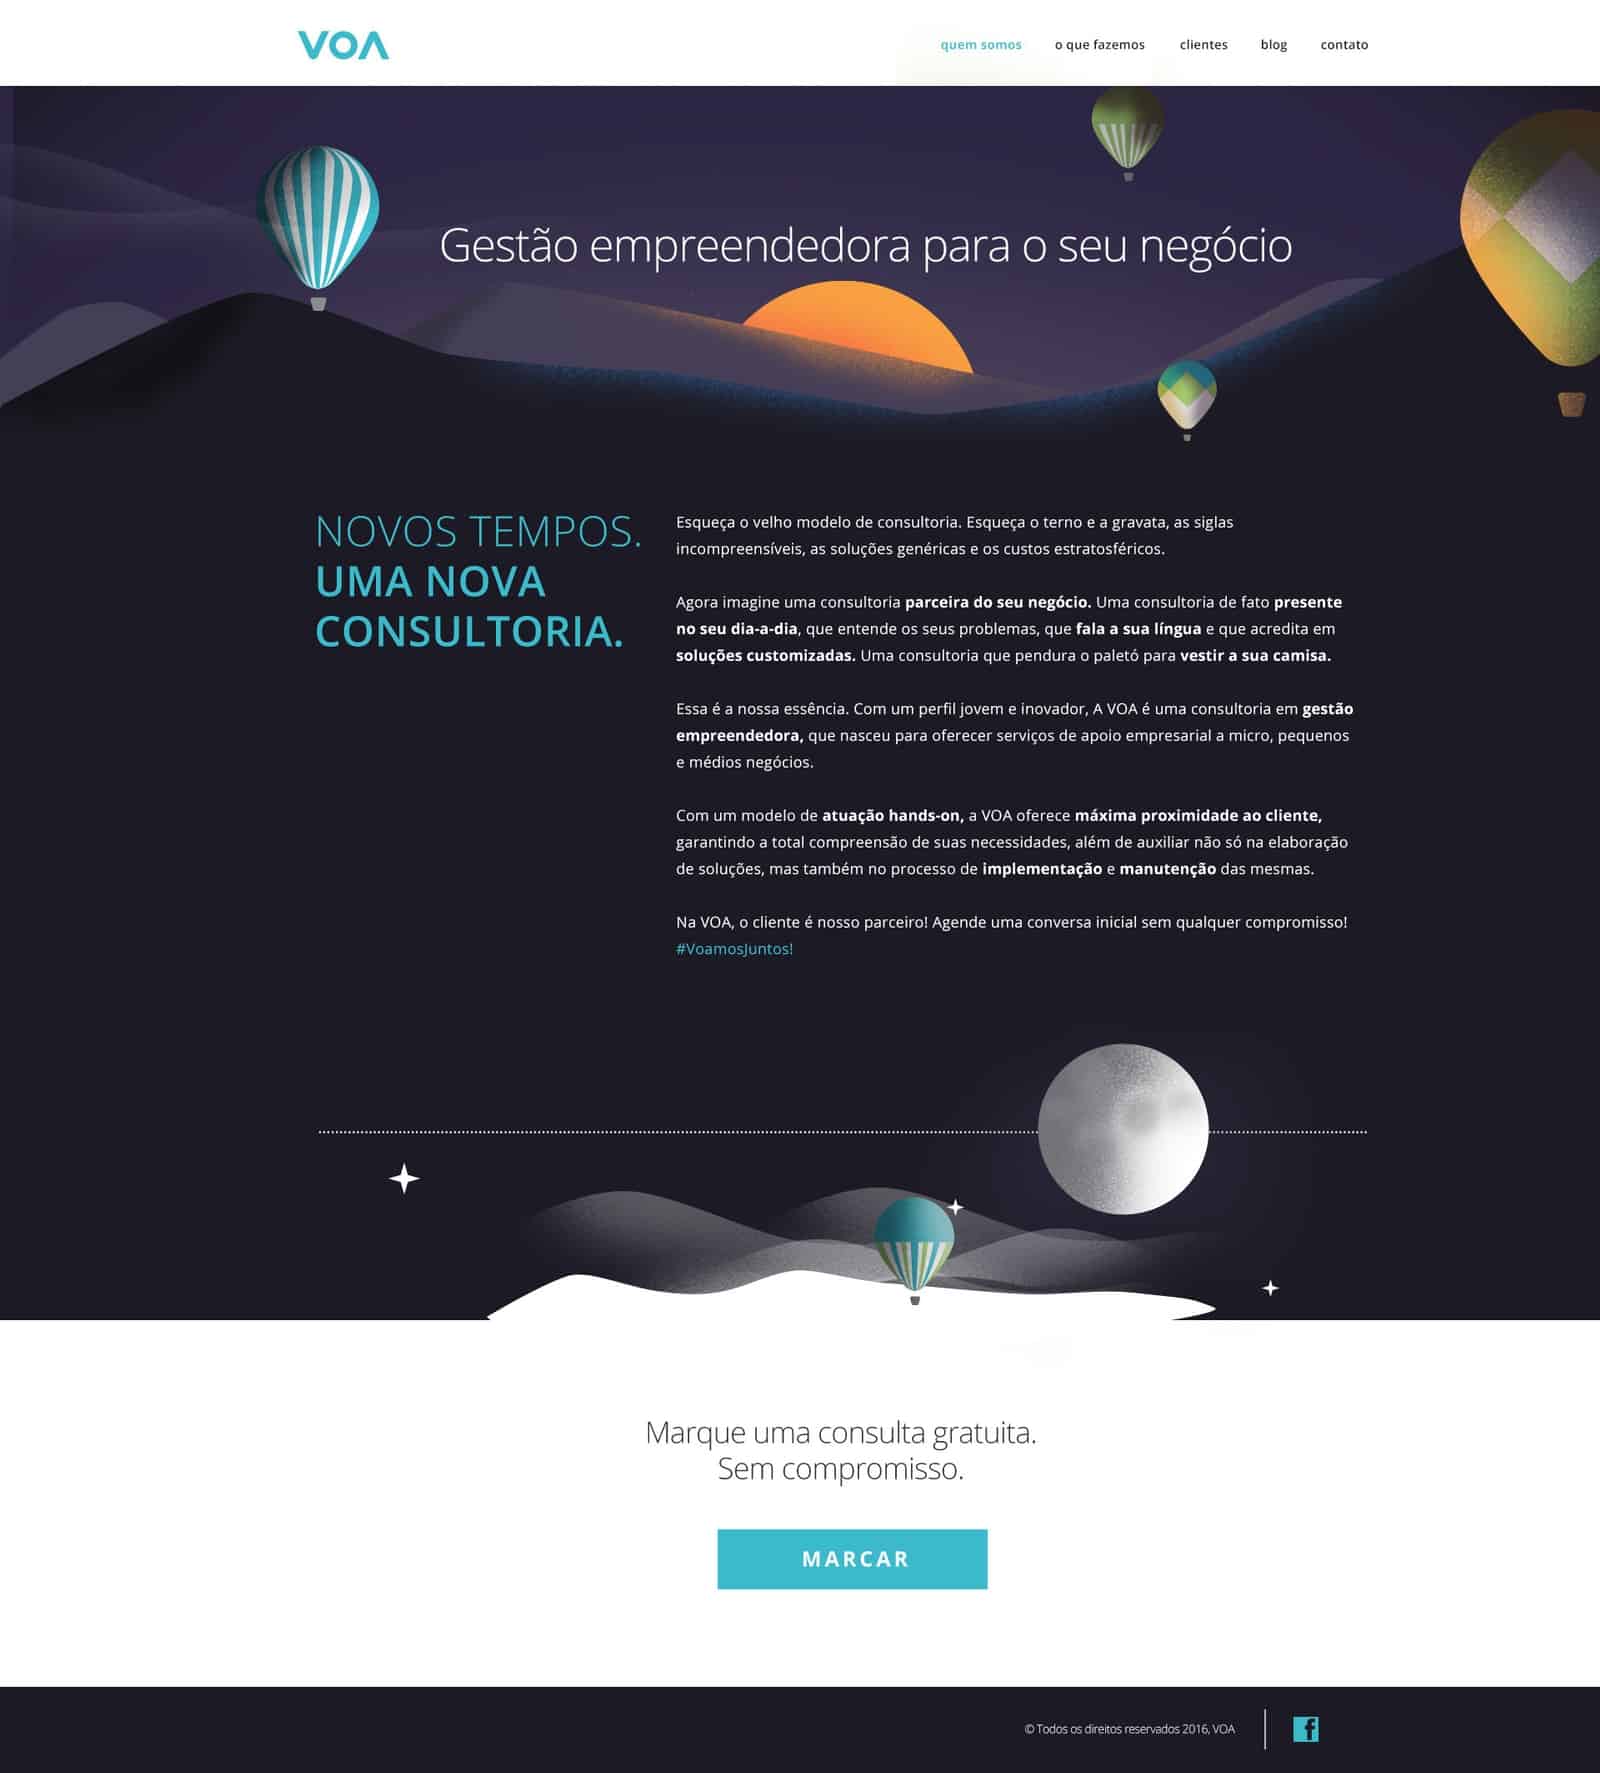 VOA
quem somos
o que fazemos
clientes
blog
contato
Gestão empreendedora para o seu negócio
NOVOS TEMPOS.
UMA NOVA
CONSULTORIA.
Esqueça o velho modelo de consultoria. Esqueça o terno e a gravata, as siglas
incompreensíveis, as soluções genéricas e os custos estratosféricos.
Agora imagine uma consultoria parceira do seu negócio. Uma consultoria de fato presente
no seu dia-a-dia, que entende os seus problemas, que fala a sua língua e que acredita em
soluções customizadas. Uma consultoria que pendura o paletó para vestir a sua camisa.
Essa é a nossa essência. Com um perfil jovem e inovador, A VOA é uma consultoria em gestão
empreendedora, que nasceu para oferecer serviços de apoio empresarial a micro, pequenos
e médios negócios.
Com um modelo de atuação hands-on, a VOA oferece máxima proximidade ao cliente,
garantindo a total compreensão de suas necessidades, além de auxiliar não só na elaboração
de soluções, mas também no processo de implementação e manutenção das mesmas.
Na VOA, o cliente é nosso parceiro! Agende uma conversa inicial sem qualquer compromisso!
#VoamosJuntos!
Marque uma consulta gratuita.
Sem compromisso.
MARCAR
© Todos os direitos reservados 2016, VOA